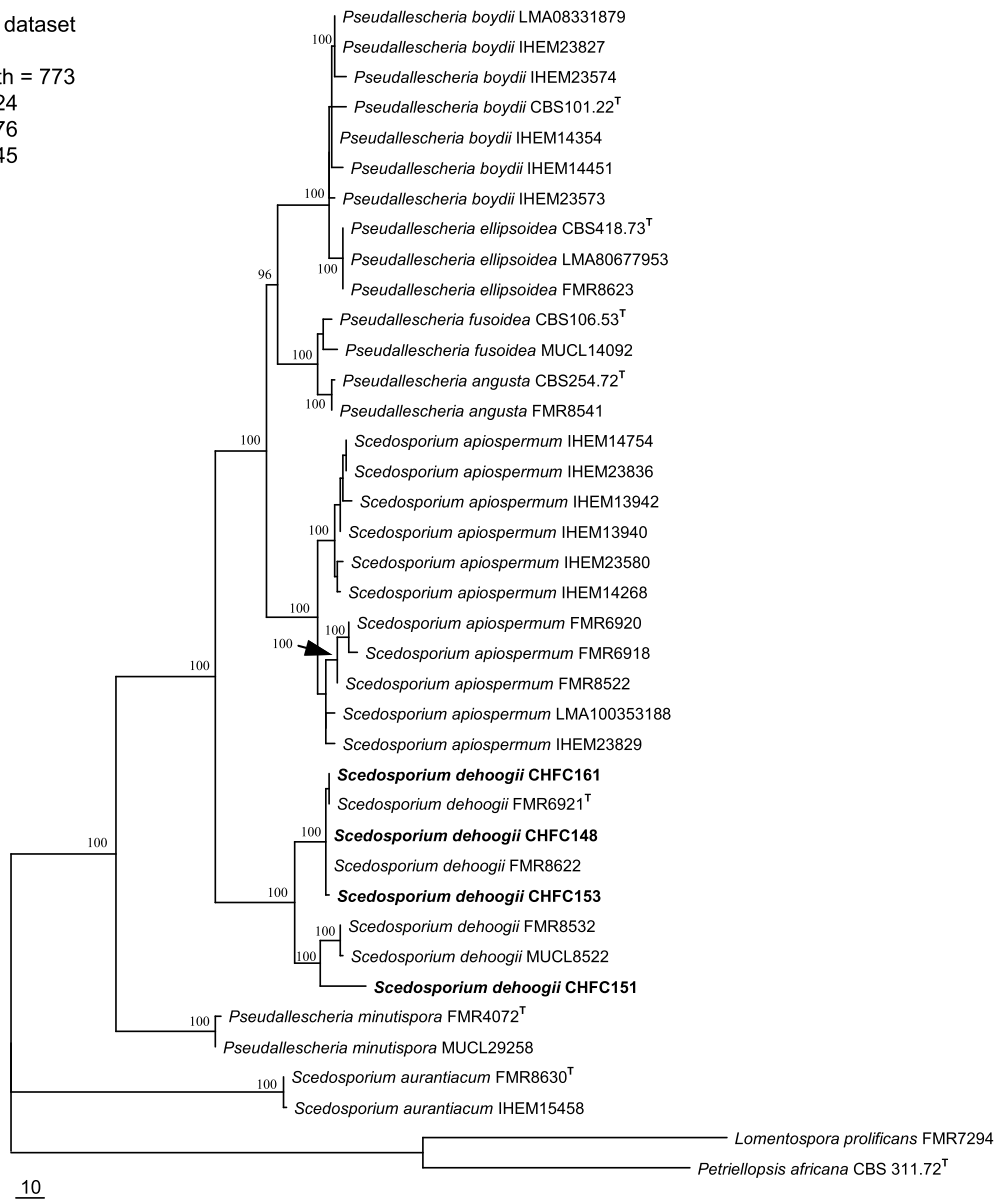 dataset
th = 773
24
76
45
Pseudallescheria boydii LMA08331879
100
Pseudallescheria boydii IHEM23827
Pseudallescheria boydii IHEM23574
Pseudallescheria boydii CBS101.22T
Pseudallescheria boydii IHEM14354
Pseudallescheria boydii IHEM14451
100
Pseudallescheria boydii IHEM23573
Pseudallescheria ellipsoidea CBS418.73T
Pseudallescheria ellipsoidea LMA80677953
100
Pseudallescheria ellipsoidea FMR8623
96
Pseudallescheria fusoidea CBS106.53T
Pseudallescheria fusoidea MUCL14092
100
Pseudallescheria angusta CBS254.72T
100
Pseudallescheria angusta FMR8541
100
Scedosporium apiospermum IHEM14754
Scedosporium apiospermum IHEM23836
Scedosporium apiospermum IHEM13942
100
Scedosporium apiospermum IHEM13940
Scedosporium apiospermum IHEM23580
Scedosporium apiospermum IHEM14268
100
Scedosporium apiospermum FMR6920
100
100
Scedosporium apiospermum FMR6918
100
Scedosporium apiospermum FMR8522
Scedosporium apiospermum LMA100353188
Scedosporium apiospermum IHEM23829
Scedosporium dehoogii CHFC161
Scedosporium dehoogii FMR6921T
100
Scedosporium dehoogii CHFC148
100
Scedosporium dehoogii FMR8622
100
Scedosporium dehoogii CHFC153
100
Scedosporium dehoogii FMR8532
100
Scedosporium dehoogii MUCL8522
Scedosporium dehoogii CHFC151
100
Pseudallescheria minutispora FMR4072T
Pseudallescheria minutispora MUCL29258
100
Scedosporium aurantiacum FMR8630T
Scedosporium aurantiacum IHEM15458
Lomentospora prolificans FMR7294
Petriellopsis africana CBS 311.72T
10